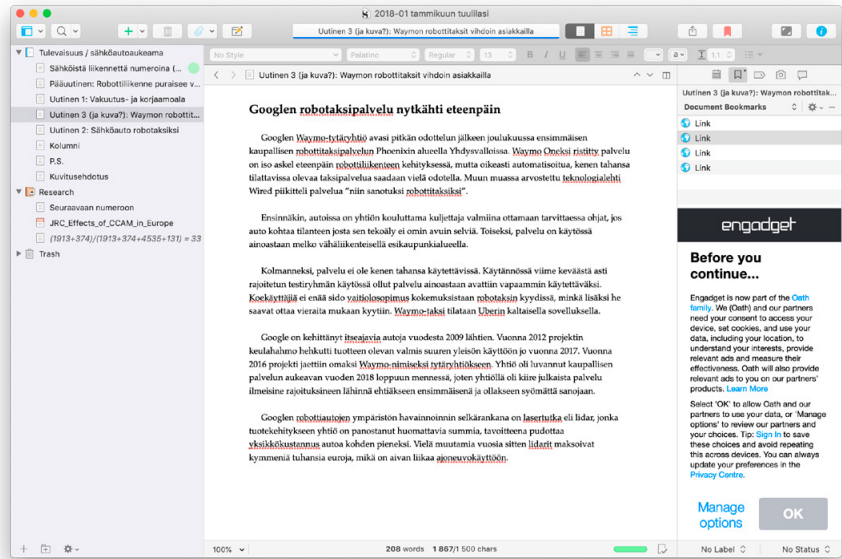 2018-01 tammikuun tuulilasi
Uutinen 3 (ja kuva?): Waymon robottitaksit vihdoin asiakkailla
Tulevaisuus / sähköautoaukeama
Sähköistä liikennettä numeroina (...
Pääuutinen: Robottiliikenne puraisee v...
Uutinen 1: Vakuutus- ja korjaamoala
Uutinen 3 (ja kuva?): Waymon robottit...
Uutinen 2: Sähköauto robotaksiksi
Kolumni
P.S.
Kuvitusehdotus
Research
Seuraavaan numeroon
JRC_Effects_of_CCAM_in_Europe
(1913+374)/(1913+374+4535+131) = 33
Trash
No Style
Palatino
Regular
13
B I U
a
1.1
Uutinen 3 (ja kuva?): Waymon robottitaksit vihdoin asiakkailla
Googlen robotaksipalvelu nytkähti eteenpäin
Googlen Waymo-tytäryhtiö avasi pitkän odottelun jälkeen joulukuussa ensimmäisen
kaupallisen robottitaksipalvelun Phoenixin alueella Yhdysvalloissa. Waymo Oneksi ristitty palvelu
on iso askel eteenpäin robottiliikenteen kehityksessä, mutta oikeasti automatisoitua, kenen tahansa
tilattavissa olevaa taksipalvelua saadaan vielä odotella. Muun muassa arvostettu teknologialehti
Wired piikitteli palvelua ”niin sanotuksi robottitaksiksi”.
Ensinnäkin, autoissa on yhtiön kouluttama kuljettaja valmiina ottamaan tarvittaessa ohjat, jos
auto kohtaa tilanteen josta sen tekoäly ei omin avuin selviä. Toiseksi, palvelu on käytössä
ainoastaan melko vähäliikenteisellä esikaupunkialueella.
Kolmanneksi, palvelu ei ole kenen tahansa käytettävissä. Käytännössä viime keväästä asti
rajoitetun testiryhmän käytössä ollut palvelu ainoastaan avattiin vapaammin käytettäväksi.
Koekäyttäjiä ei enää sido vaitiolosopimus kokemuksistaan robotaksin kyydissä, minkä lisäksi he
saavat ottaa vieraita mukaan kyytiin. Waymo-taksi tilataan Uberin kaltaisella sovelluksella.
Google on kehittänyt itseajavia autoja vuodesta 2009 lähtien. Vuonna 2012 projektin
keulahahmo hehkutti tuotteen olevan valmis suuren yleisön käyttöön jo vuonna 2017. Vuonna
2016 projekti jaettiin omaksi Waymo-nimiseksi tytäryhtiökseen. Yhtiö oli luvannut kaupallisen
palvelun aukeavan vuoden 2018 loppuun mennessä, joten yhtiöllä oli kiire julkaista palvelu
ilmeisine rajoituksineen lähinnä ehtiäkseen ensimmäisenä ja ollakseen syömättä sanojaan.
Googlen robottiautojen ympäristön havainnoinnin selkärankana on lasertutka eli lidar, jonka
tuotekehitykseen yhtiö on panostanut huomattavia summia, tavoitteena pudottaa
yksikkökustannus autoa kohden pieneksi. Vielä muutamia vuosia sitten lidarit maksoivat
kymmeniä tuhansia euroja, mikä on aivan liikaa ajoneuvokäyttöön.
100%
208 words 1 867/1 500 chars
Uutinen 3 (ja kuva?): Waymon robottitak...
Document Bookmarks
Link
Link
Link
Link
engadget
Before you
continue...
Engadget is now part of the Oath
family. We (Oath) and our partners
need your consent to access your
device, set cookies, and use your
data, including your location, to
understand your interests, provide
relevant ads and measure their
effectiveness. Oath will also provide
relevant ads to you on our partners'
products. Learn More
Select 'OK' to allow Oath and our
partners to use your data, or 'Manage
options' to review our partners and
your choices. Tip: Sign In to save
these choices and avoid repeating
this across devices. You can always
update your preferences in the
Privacy Centre.
Manage
options
OK
No Label
No Status